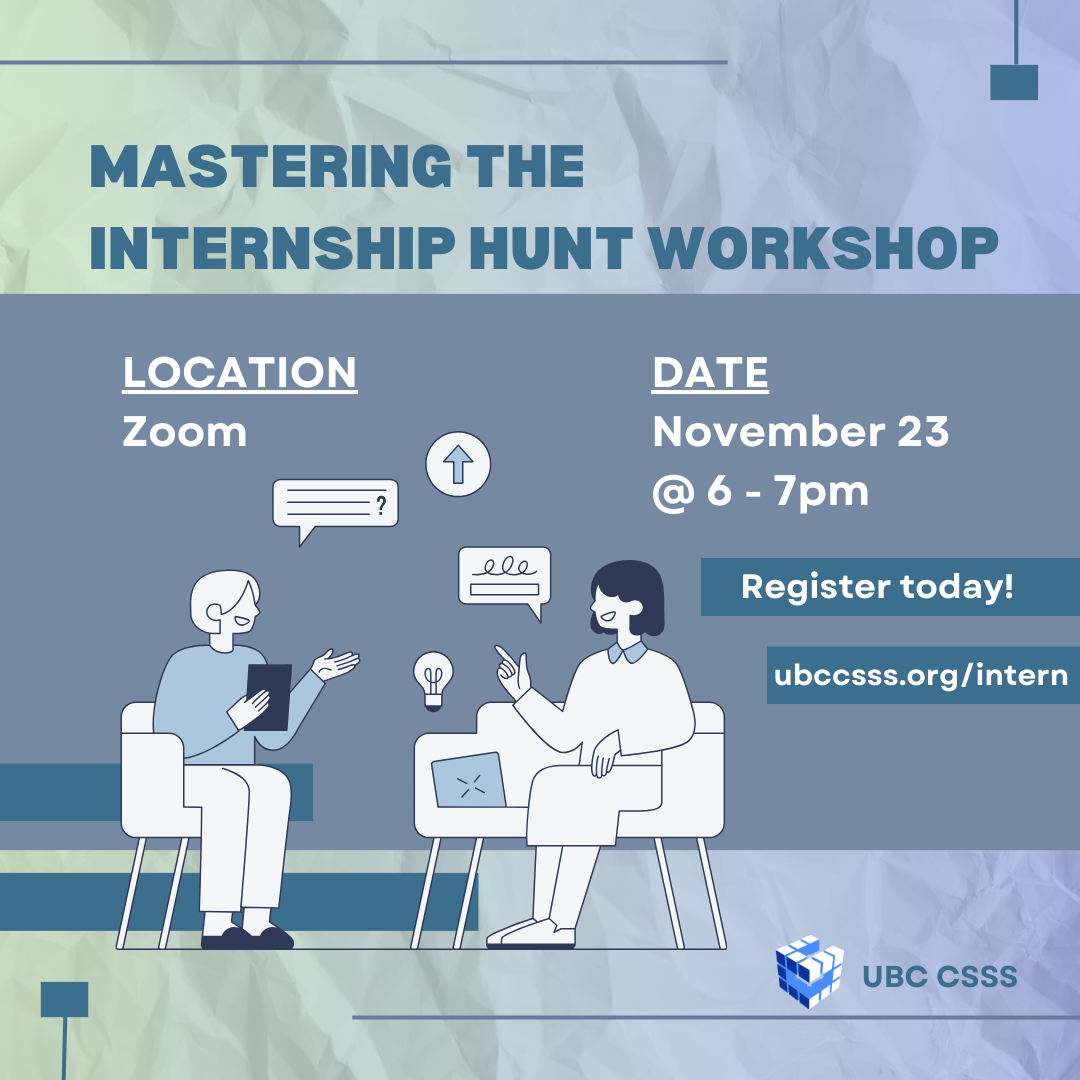 MASTERING THE
INTERNSHIP HUNT WORKSHOP
LOCATION
Zoom
DATE
November 23
@ 6 - 7pm
?
Register today!
ubccsss.org/intern
UBC CSSS